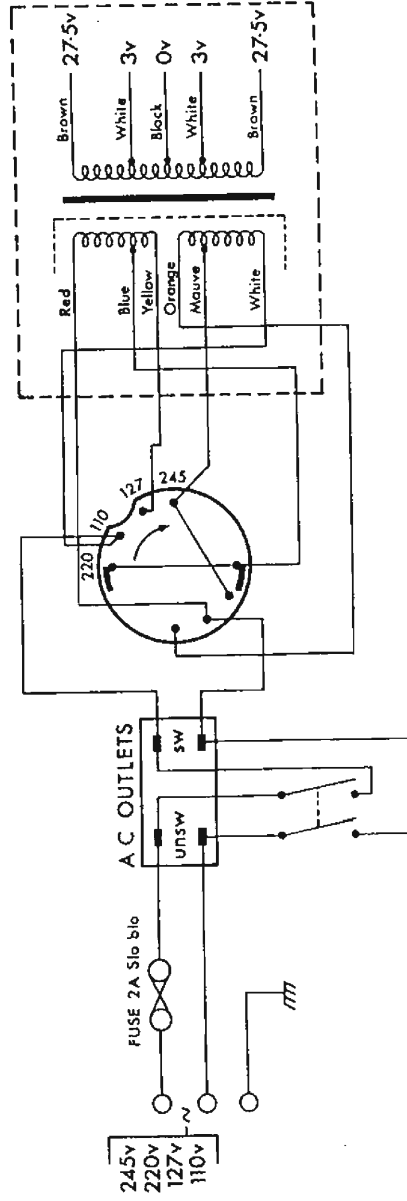 245v
220v
127v
110v
~
FUSE 2A Slo blo
AC OUTLETS
unsw
sw
220
110
127
245
Red
Blue
Yellow
Orange
Mauve
White
Brown 27·5v
White 3v
Black 0v
White 3v
Brown 27·5v